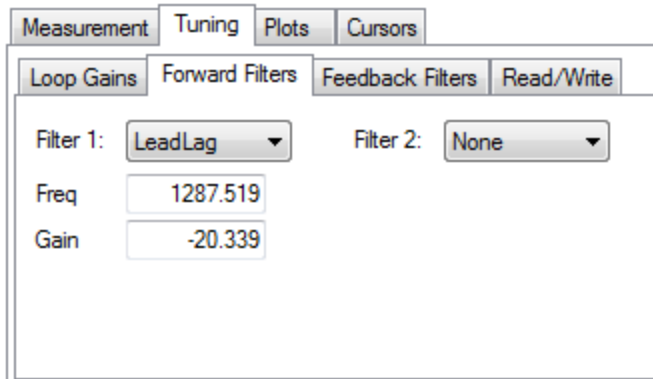 Measurement Tuning Plots Cursors
Loop Gains Forward Filters Feedback Filters Read/Write
Filter 1: LeadLag Filter 2: None
Freq 1287.519
Gain -20.339